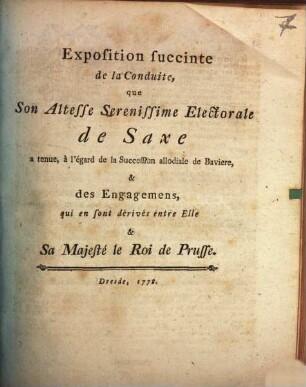 7
Exposition succinte
de la Conduite,
que
Son Altesse Serenissime Electorale
de Saxe
a tenue, à l'égard de la Succession allodiale de Baviere,
&
des Engagemens,
qui en sont dérivés entre Elle
&
Sa Majesté le Roi de Prusse.
Dresde, 1778.